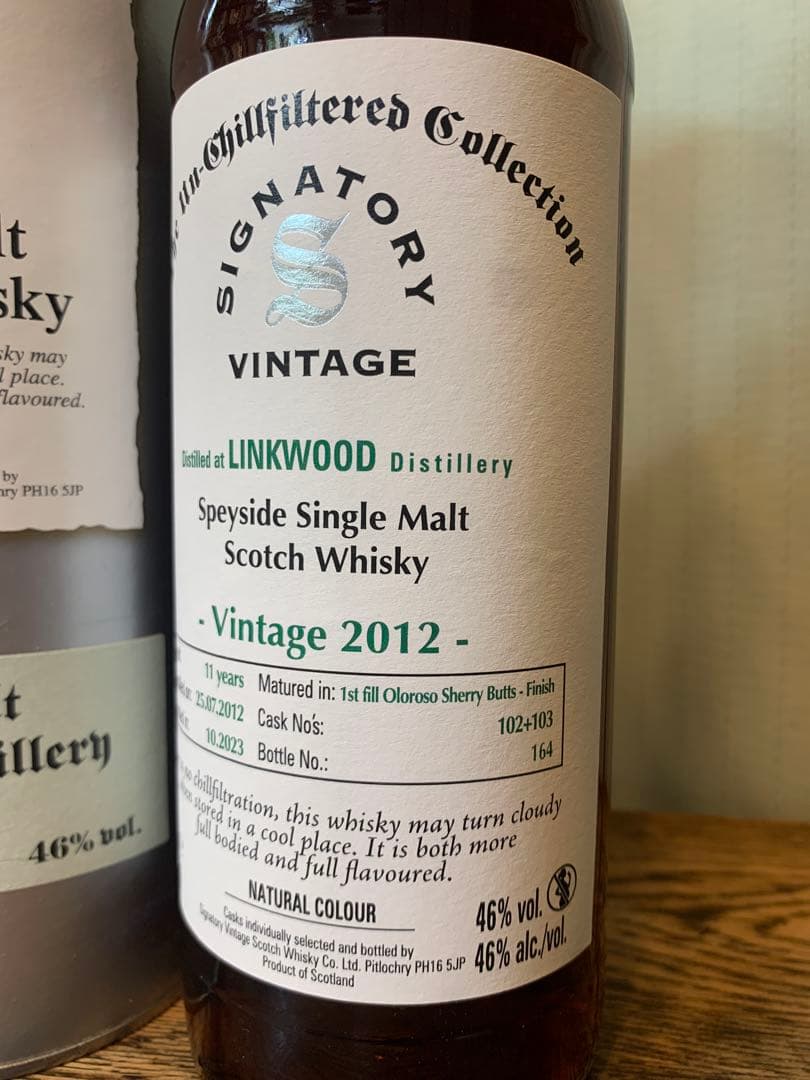 lt
sky
sky may
l place.
flavoured.
by
ry PH16 5JP
lt
illery
46% vol.
Un-Chillfiltered Collection
SIGNATORY
S
VINTAGE
Distilled at LINKWOOD Distillery
Speyside Single Malt
Scotch Whisky
- Vintage 2012 -
11 years Matured in: 1st fill Oloroso Sherry Butts - Finish
25.07.2012 Cask No's: 102+103
10.2023 Bottle No.: 164
no chillfiltration, this whisky may turn cloudy
stored in a cool place. It is both more
full bodied and full flavoured.
NATURAL COLOUR
Casks individually selected and bottled by
Signatory Vintage Scotch Whisky Co. Ltd. Pitlochry PH16 5JP
Product of Scotland
46% vol.
46% alc./vol.